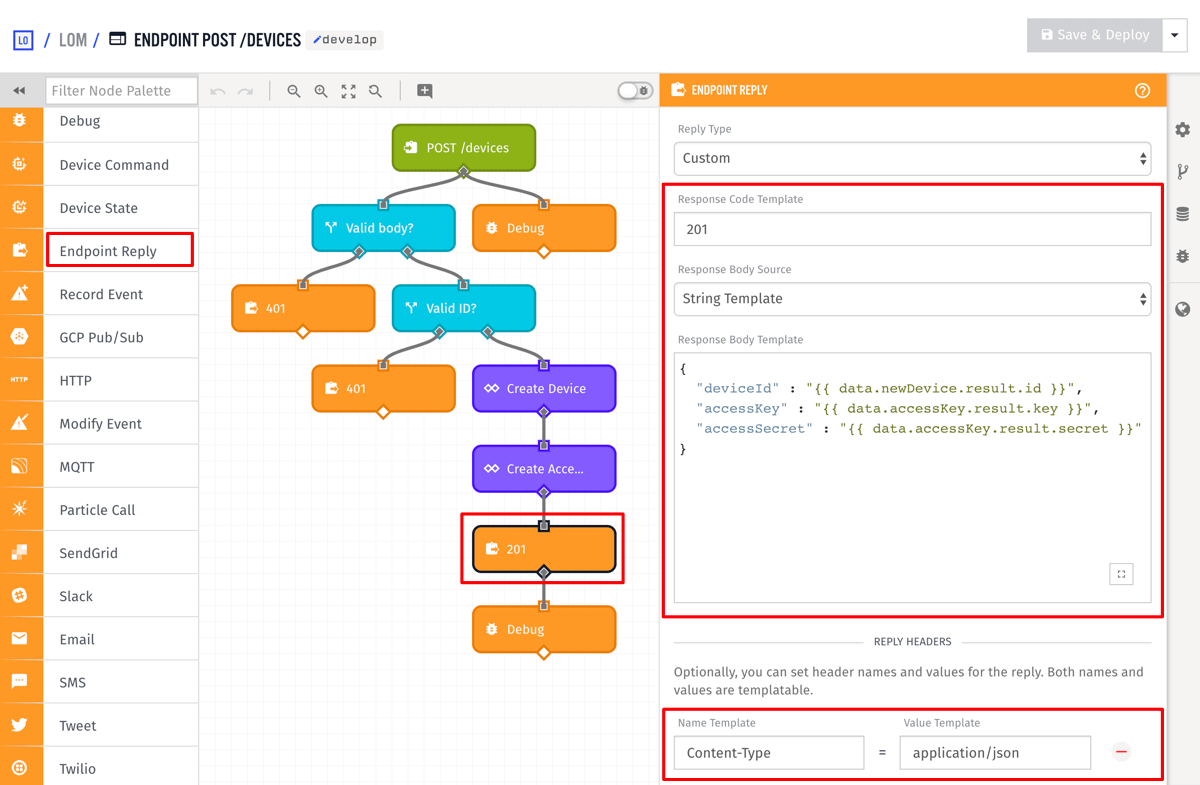 LO / LOM / ENDPOINT POST /DEVICES develop
Save & Deploy
Filter Node Palette
Debug
Device Command
Device State
Endpoint Reply
Record Event
GCP Pub/Sub
HTTP HTTP
Modify Event
MQTT
Particle Call
SendGrid
Slack
Email
SMS
Tweet
Twilio
POST /devices
Valid body?
Debug
401
Valid ID?
401
Create Device
Create Acce...
201
Debug
ENDPOINT REPLY
Reply Type
Custom
Response Code Template
201
Response Body Source
String Template
Response Body Template
{
"deviceId" : "{{ data.newDevice.result.id }}",
"accessKey" : "{{ data.accessKey.result.key }}",
"accessSecret" : "{{ data.accessKey.result.secret }}"
}
REPLY HEADERS
Optionally, you can set header names and values for the reply. Both names and
values are templatable.
Name Template
Value Template
Content-Type = application/json